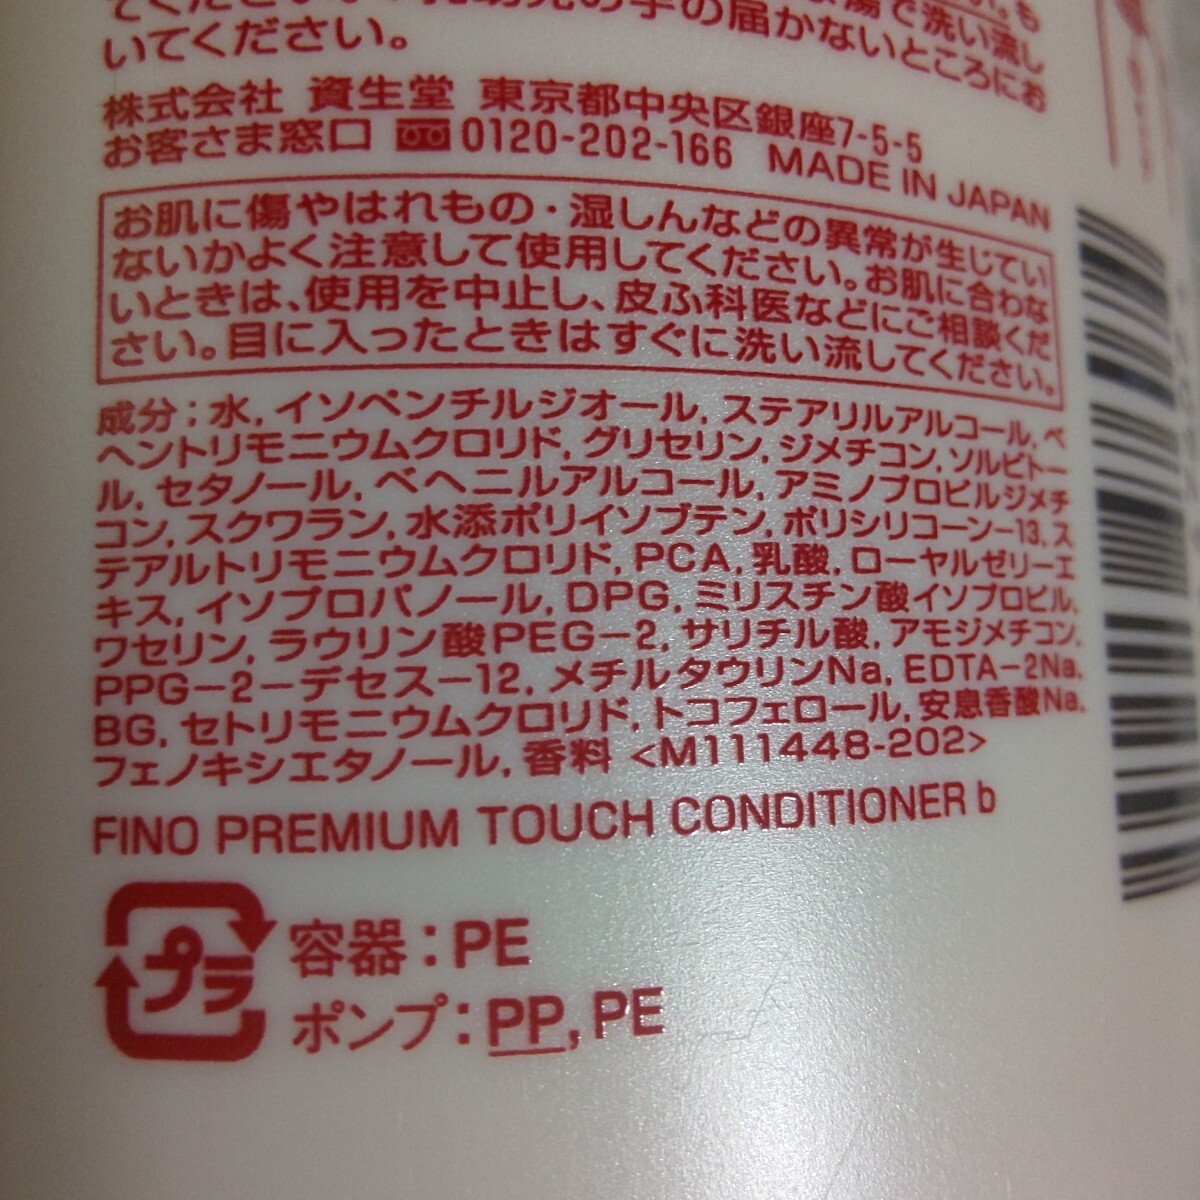 の手の届かないところにお
いてください。
株式会社 資生堂 東京都中央区銀座7-5-5
お客さま窓口 0120-202-166 MADE IN JAPAN
お肌に傷やはれもの・湿しんなどの異常が生じてい
ないかよく注意して使用してください。お肌に合わな
いときは、使用を中止し、皮ふ科医などにご相談くだ
さい。目に入ったときはすぐに洗い流してください。
成分：水,イソペンチルジオール,ステアリルアルコール,ベ
ヘントリモニウムクロリド,グリセリン,ジメチコン,ソルビトー
ル,セタノール,ベヘニルアルコール,アミノプロピルジメチ
コン,スクワラン,水添ポリイソブテン,ポリシリコーン-13,ス
テアルトリモニウムクロリド,PCA,乳酸,ローヤルゼリーエ
キス,イソプロパノール,DPG,ミリスチン酸イソプロピル,
ワセリン,ラウリン酸PEG-2,サリチル酸,アモジメチコン,
PPG-2-デセス-12,メチルタウリンNa,EDTA-2Na,
BG,セトリモニウムクロリド,トコフェロール,安息香酸Na,
フェノキシエタノール,香料 <M111448-202>
FINO PREMIUM TOUCH CONDITIONER b
プラ
容器：PE
ポンプ：PP,PE